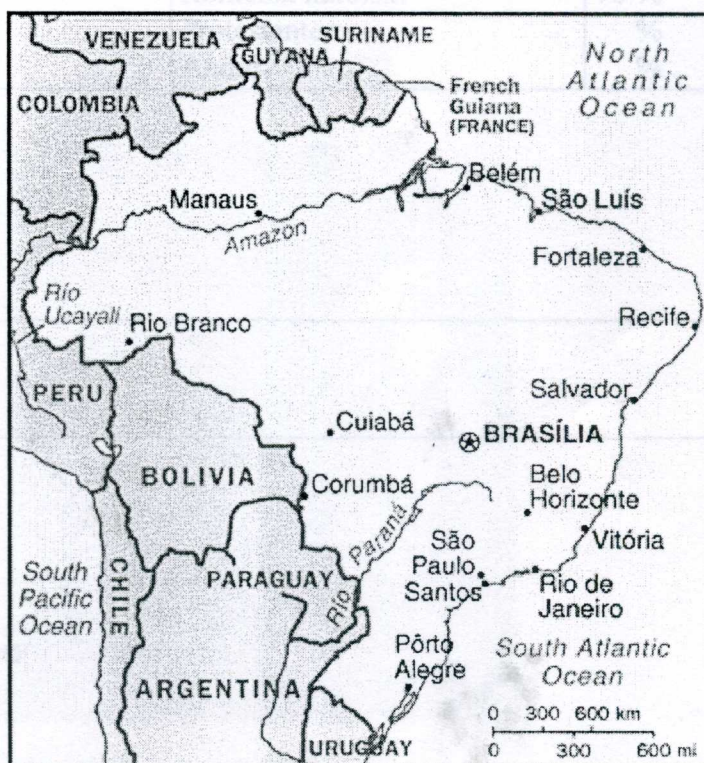 VENEZUELA
SURINAME
GUYANA
North
Atlantic
Ocean
COLOMBIA
French
Guiana
(FRANCE)
Belém
Manaus
São Luís
Amazon
Fortaleza
Río
Ucayali
Rio Branco
Recife
PERU
Salvador
Cuiabá
BRASÍLIA
BOLIVIA
Corumbá
Belo
Horizonte
Río Paraná
São
Paulo
Vitória
South
Pacific
Ocean
CHILE
PARAGUAY
Santos
Rio de
Janeiro
Pôrto
Alegre
South Atlantic
Ocean
ARGENTINA
0 300 600 km
URUGUAY
0 300 600 mi